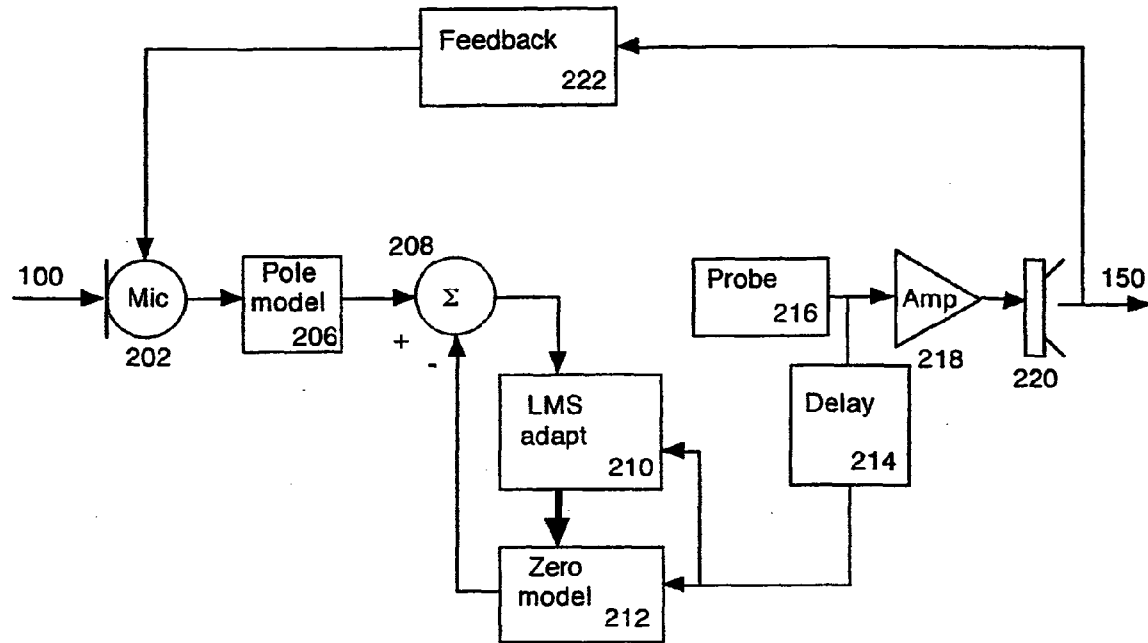 Feedback
222
100
Mic
202
Pole
model
206
208
Σ
+
-
LMS
adapt
210
Zero
model
212
Probe
216
Amp
218
Delay
214
220
150